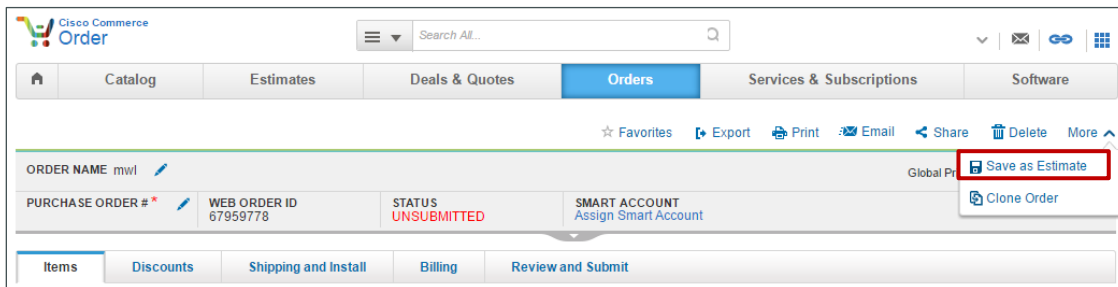 Cisco Commerce
Order
Search All...
Catalog Estimates Deals & Quotes Orders Services & Subscriptions Software
Favorites Export Print Email Share Delete More
ORDER NAME mwl
Global Pr
Save as Estimate
Clone Order
PURCHASE ORDER #* WEB ORDER ID STATUS SMART ACCOUNT
67959778 UNSUBMITTED Assign Smart Account
Items Discounts Shipping and Install Billing Review and Submit